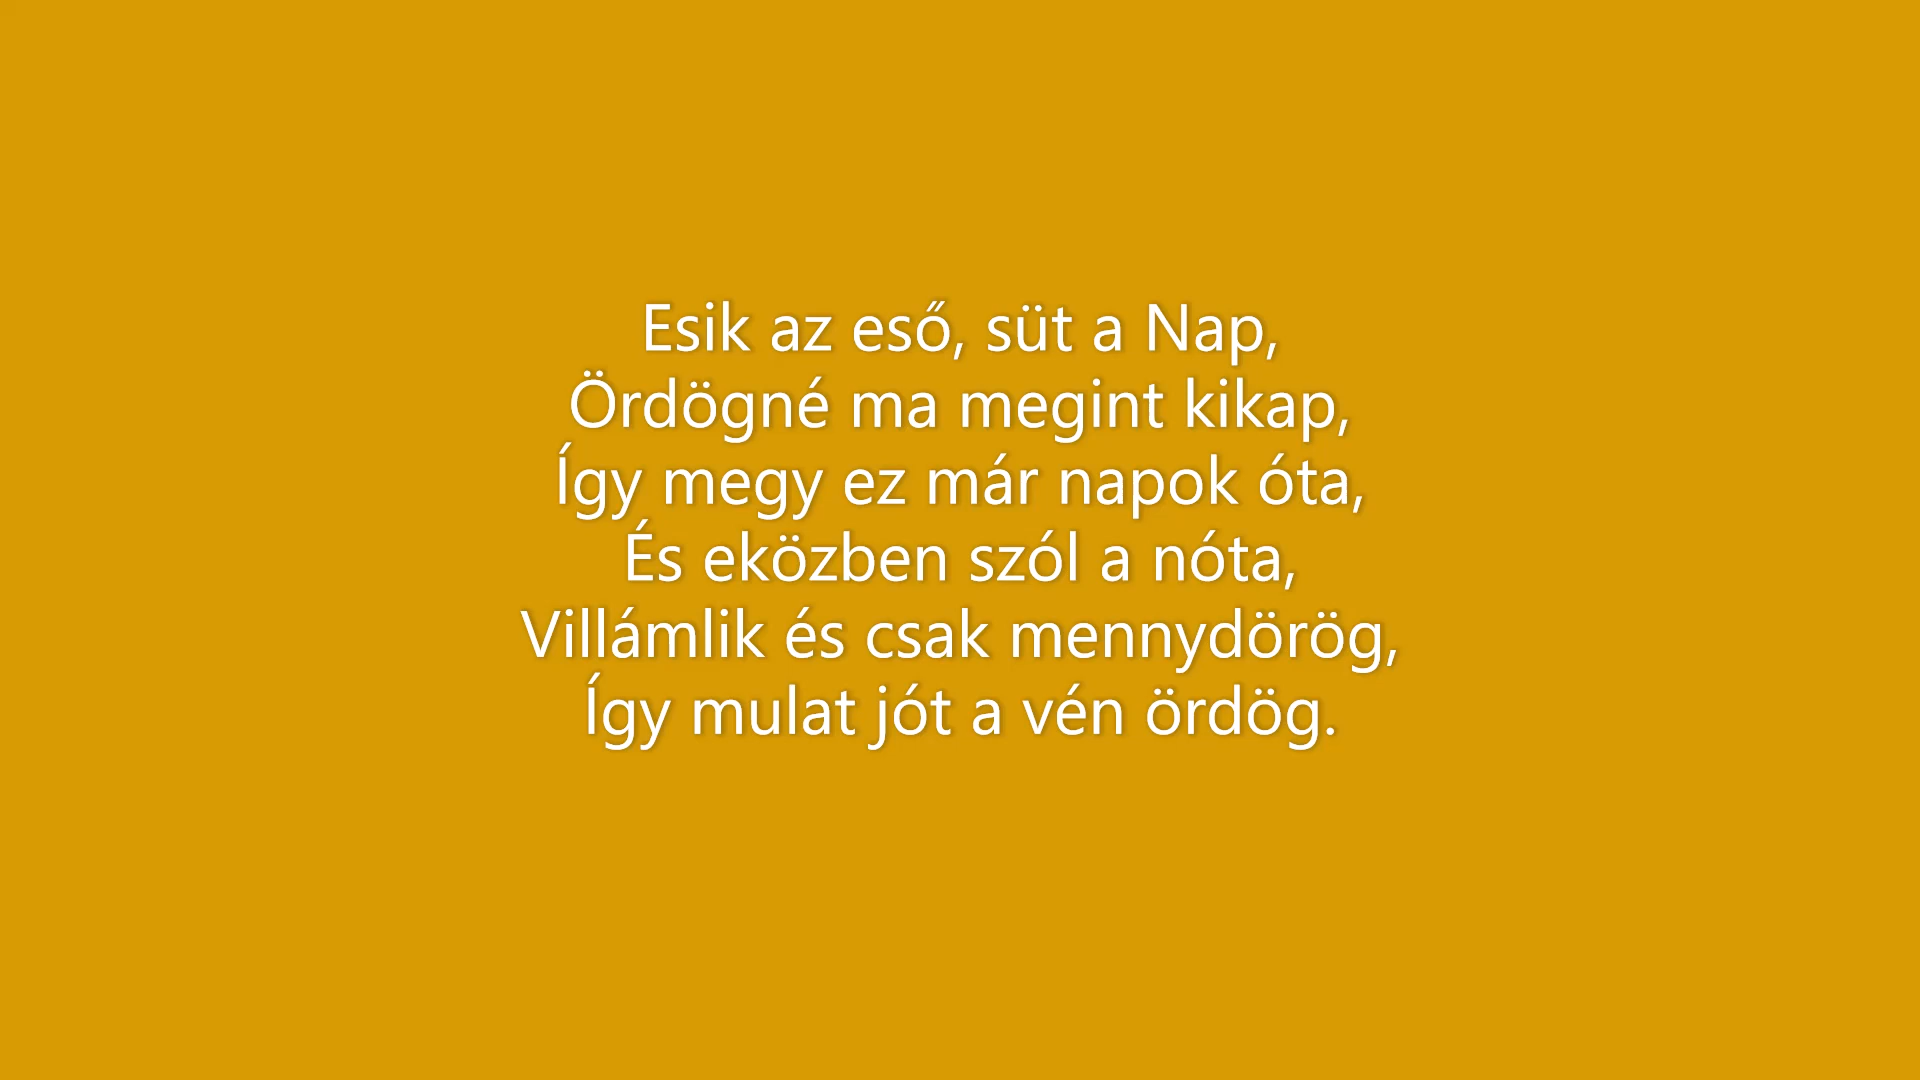 Esik az eső, süt a Nap,
Ördögné ma megint kikap,
Így megy ez már napok óta,
És eközben szól a nóta,
Villámlik és csak mennydörög,
Így mulat jót a vén ördög.